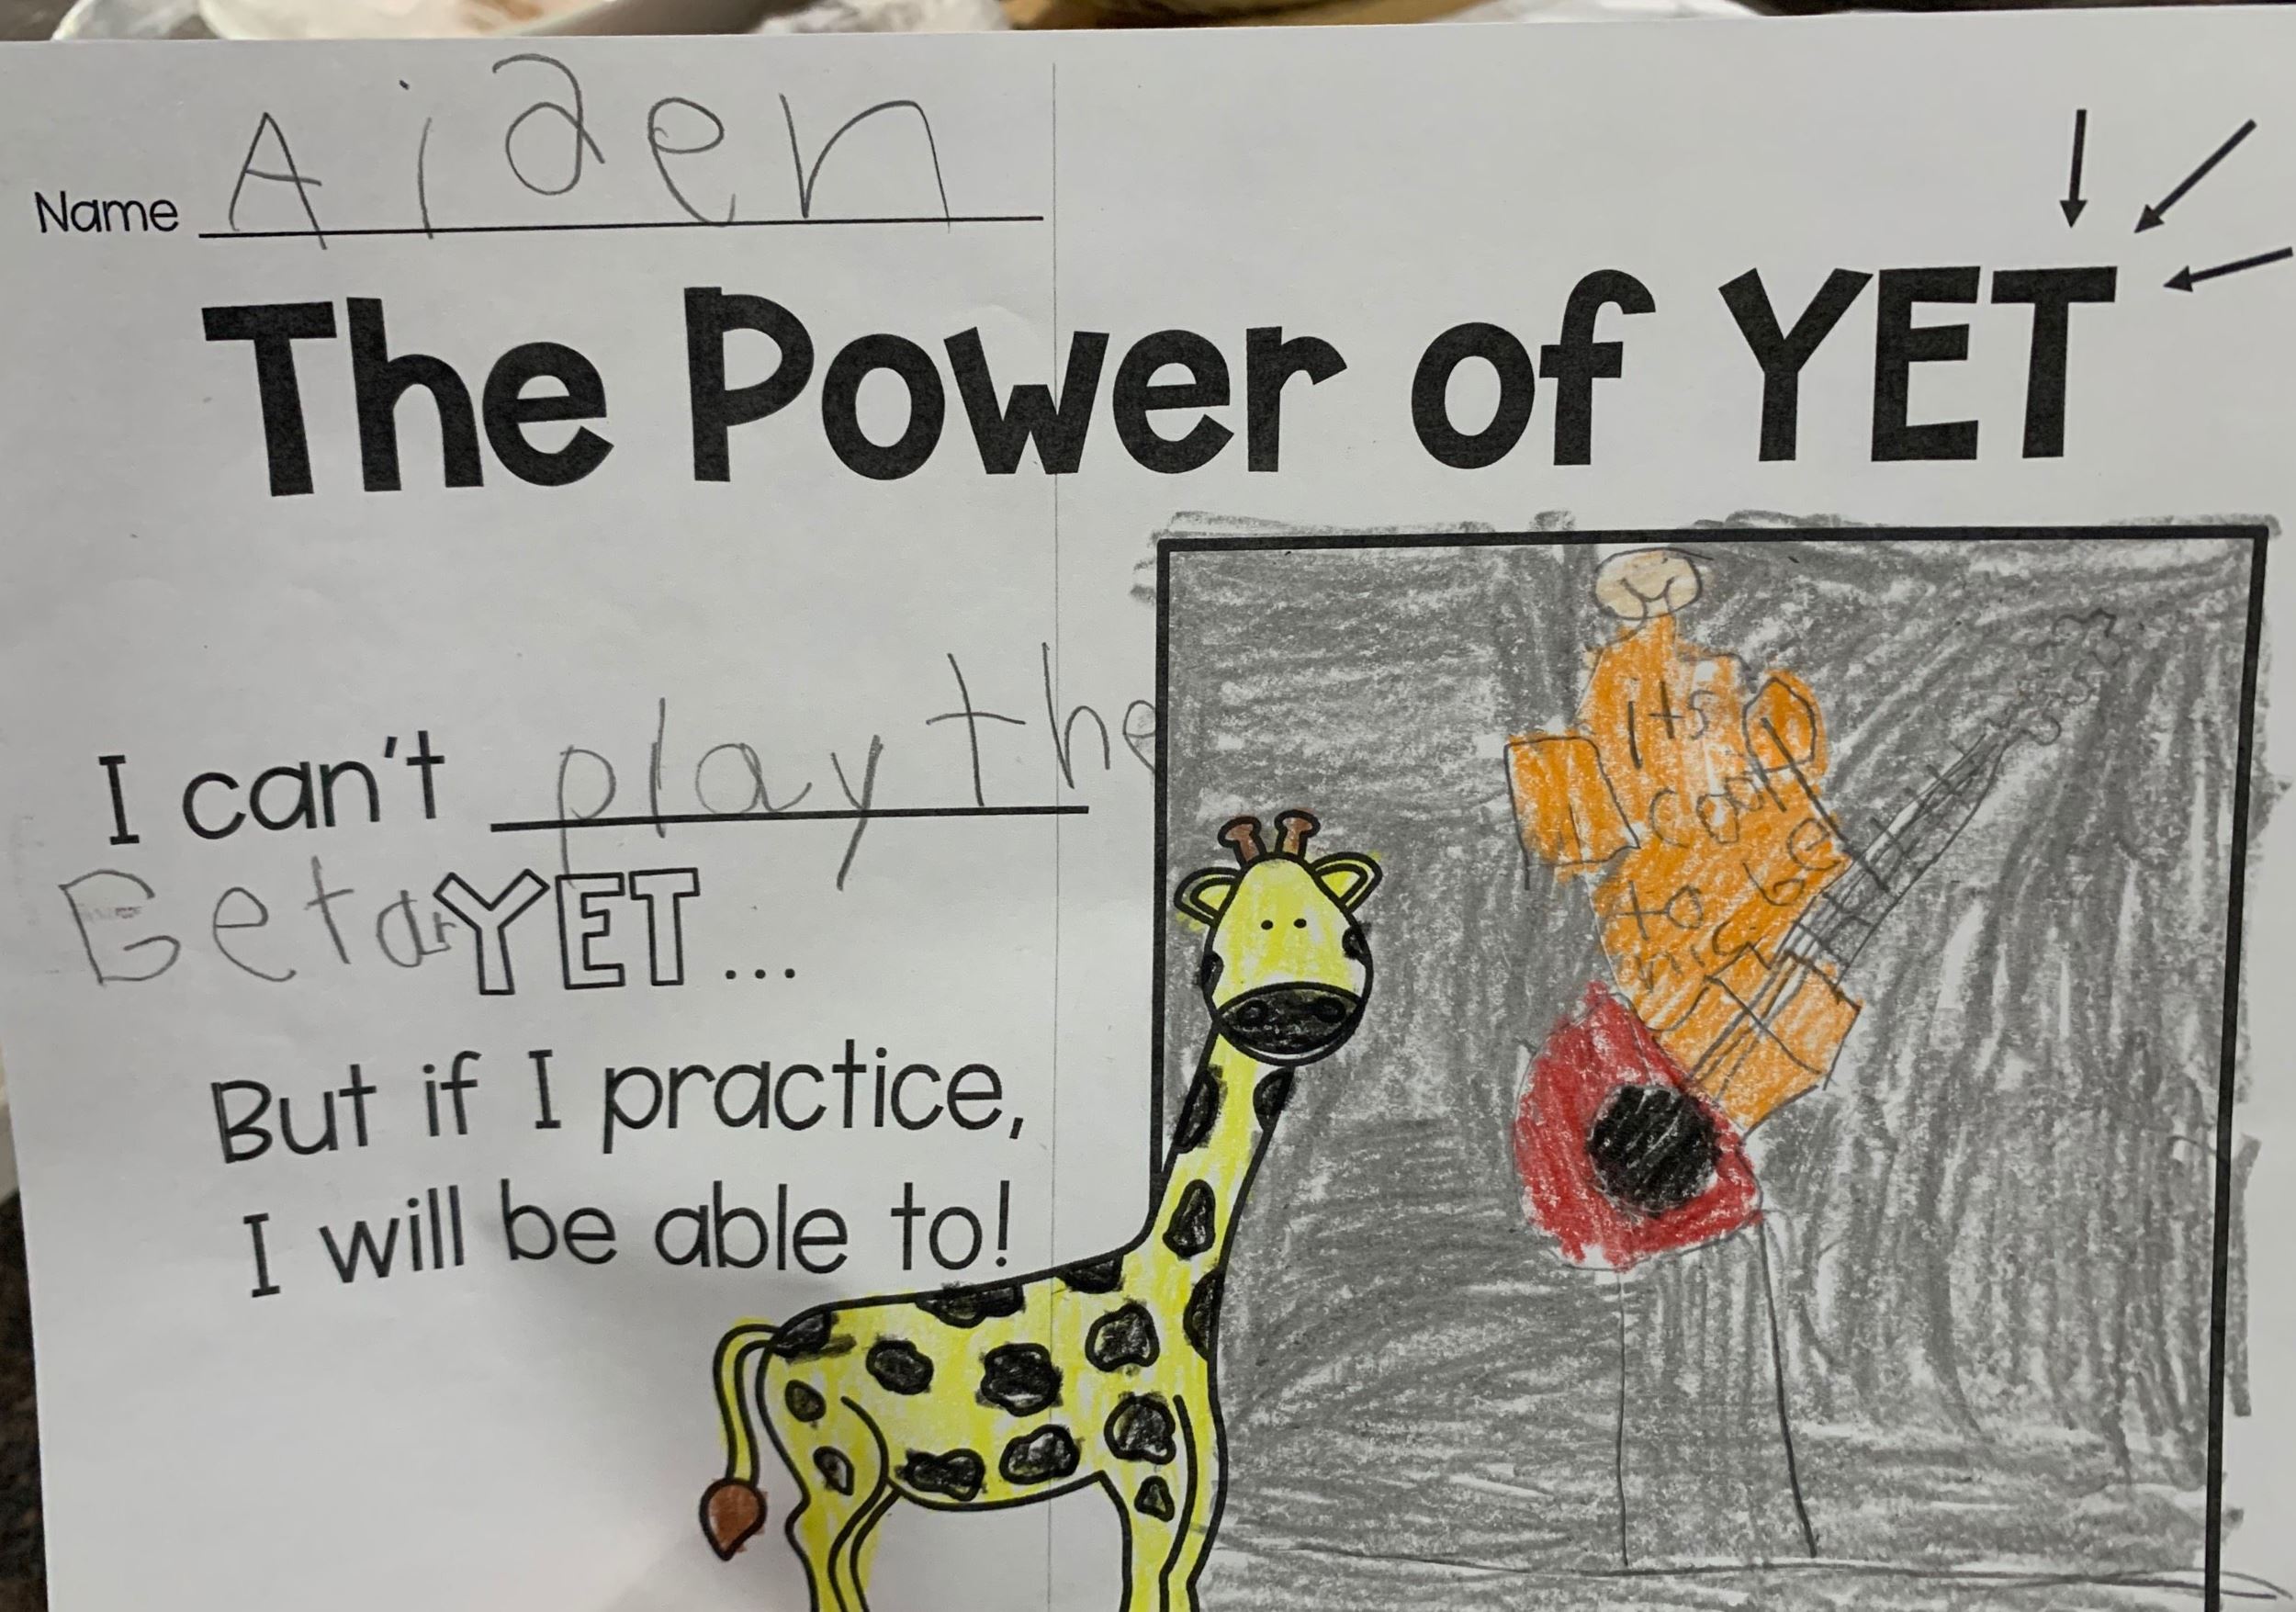 Name Aiden
The Power of YET
I can't play the
Getar YET...
But if I practice,
I will be able to!
its
cool
to be
nic